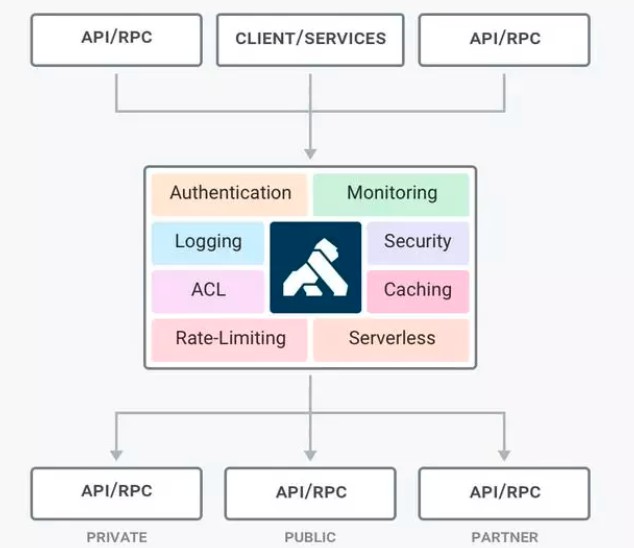 API/RPC
CLIENT/SERVICES
API/RPC
Authentication
Monitoring
Logging
Security
ACL
Caching
Rate-Limiting
Serverless
API/RPC
API/RPC
API/RPC
PRIVATE
PUBLIC
PARTNER